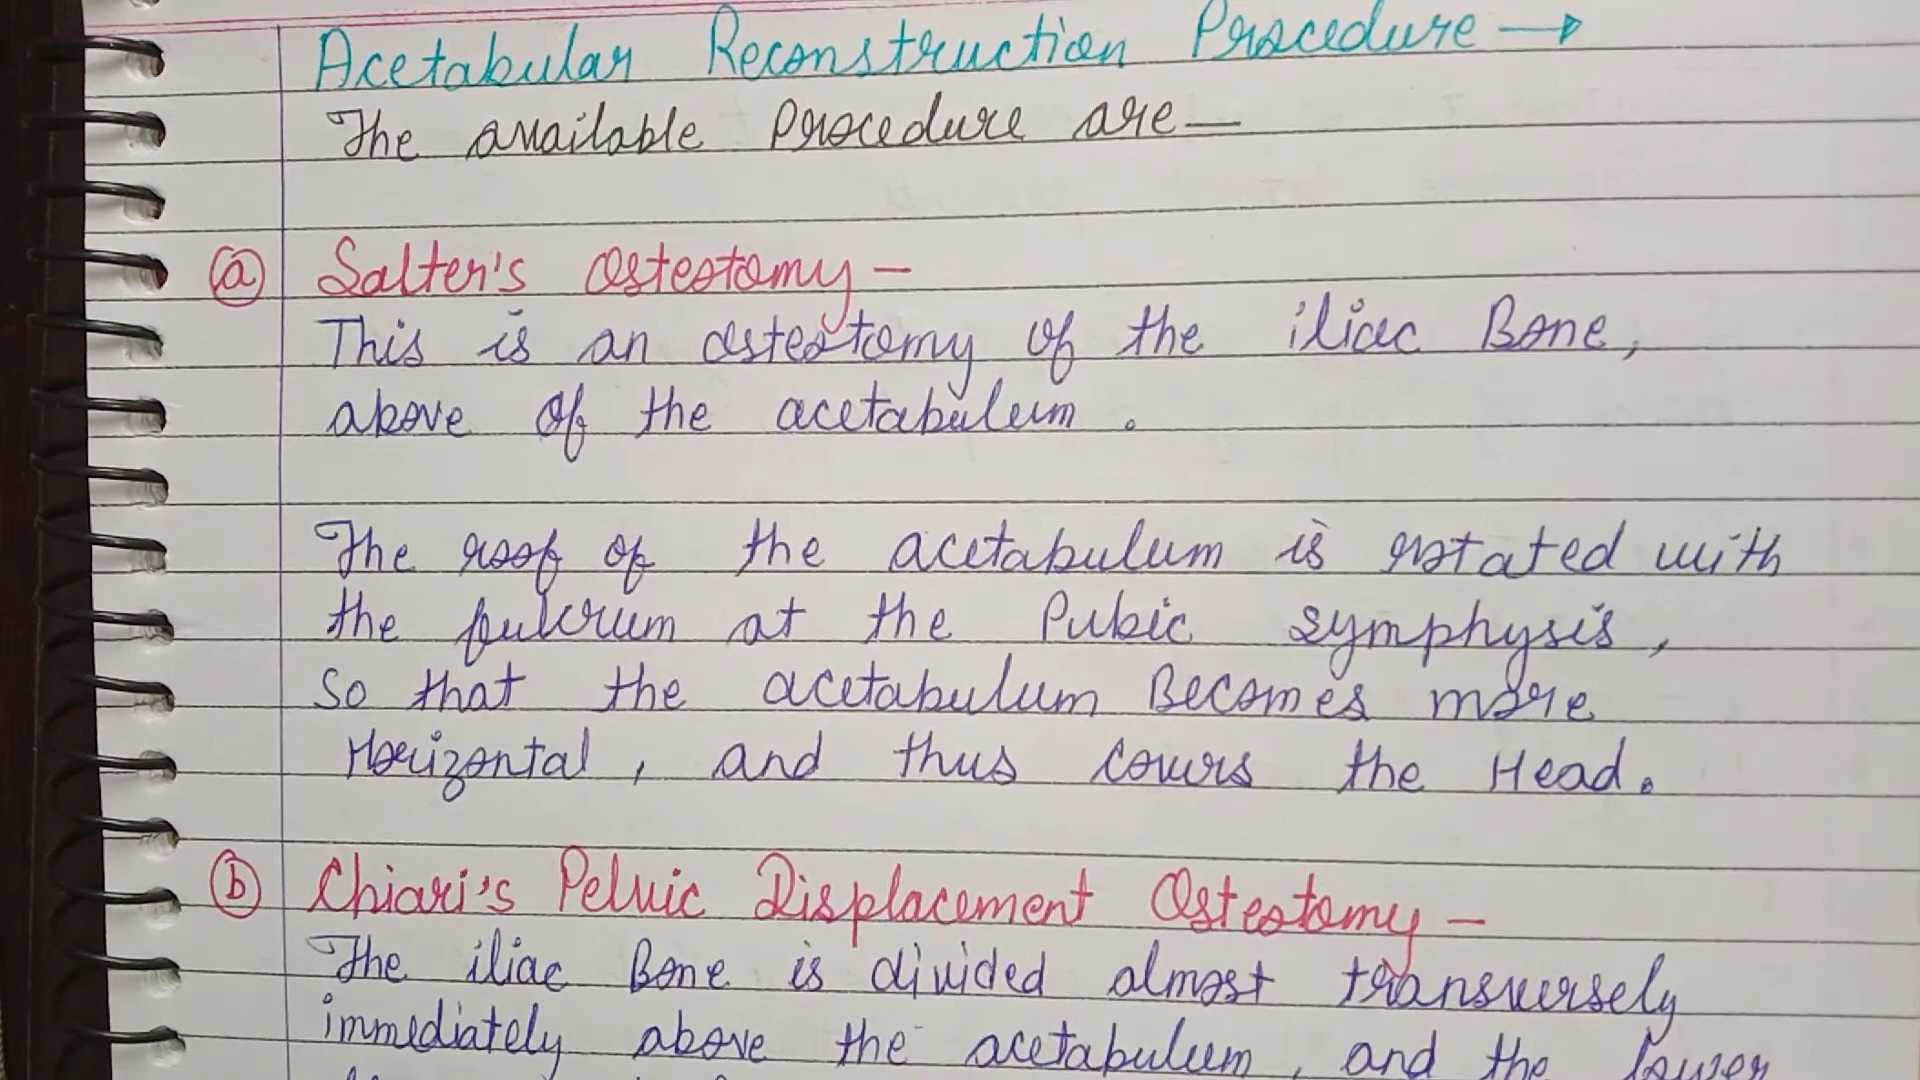 Acetabular Reconstruction Procedure →
The available Procedure are —
(a) Salter's Osteotomy —
This is an osteotomy of the iliac Bone,
above of the acetabulum.
The roof of the acetabulum is rotated with
the fulcrum at the Pubic symphysis,
so that the acetabulum Becomes more
Horizontal, and thus covers the Head.
(b) Chiari's Pelvic Displacement Osteotomy —
The iliac Bone is divided almost transversely
immediately above the acetabulum, and the lower